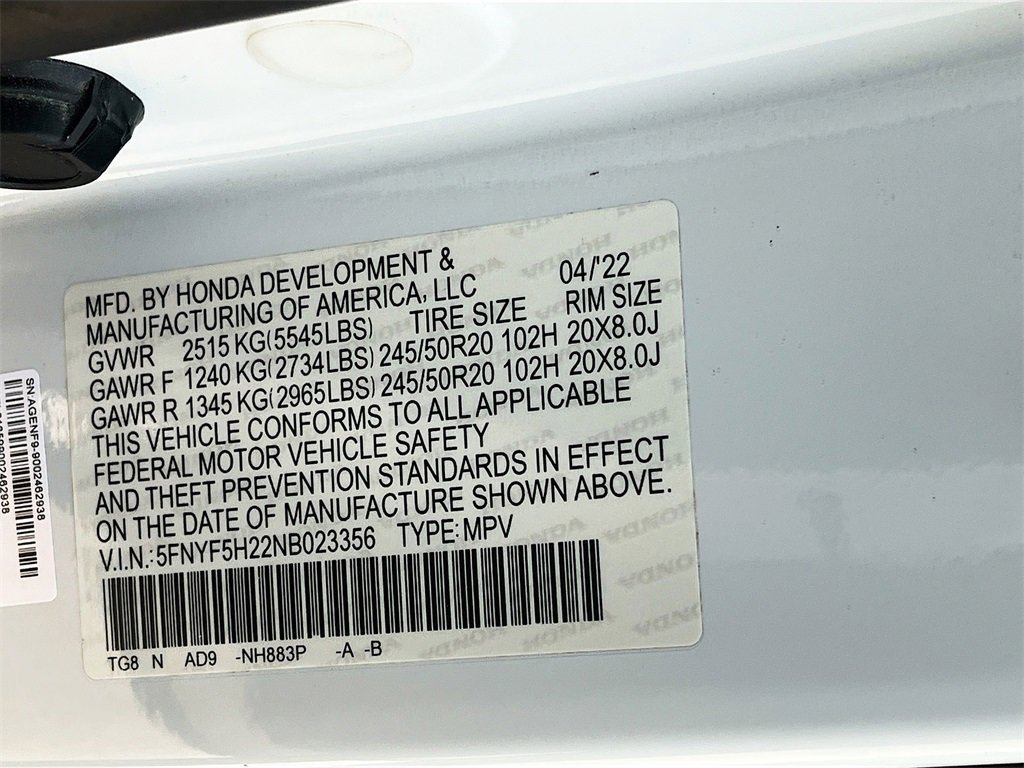 MFD. BY HONDA DEVELOPMENT &
MANUFACTURING OF AMERICA, LLC 04/'22
GVWR 2515 KG(5545LBS) TIRE SIZE RIM SIZE
GAWR F 1240 KG(2734LBS) 245/50R20 102H 20X8.0J
GAWR R 1345 KG(2965LBS) 245/50R20 102H 20X8.0J
THIS VEHICLE CONFORMS TO ALL APPLICABLE
FEDERAL MOTOR VEHICLE SAFETY
AND THEFT PREVENTION STANDARDS IN EFFECT
ON THE DATE OF MANUFACTURE SHOWN ABOVE.
V.I.N.:5FNYF5H22NB023356 TYPE:MPV
TG8 N AD9 -NH883P -A -B
SN:AGENF9-9002462938